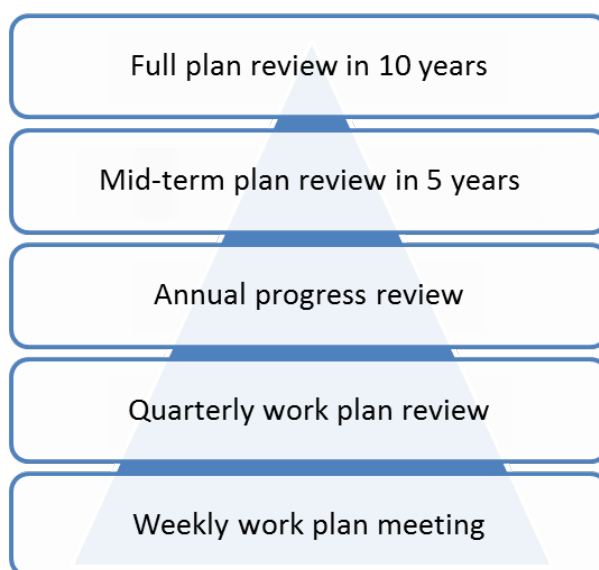 Full plan review in 10 years
Mid-term plan review in 5 years
Annual progress review
Quarterly work plan review
Weekly work plan meeting